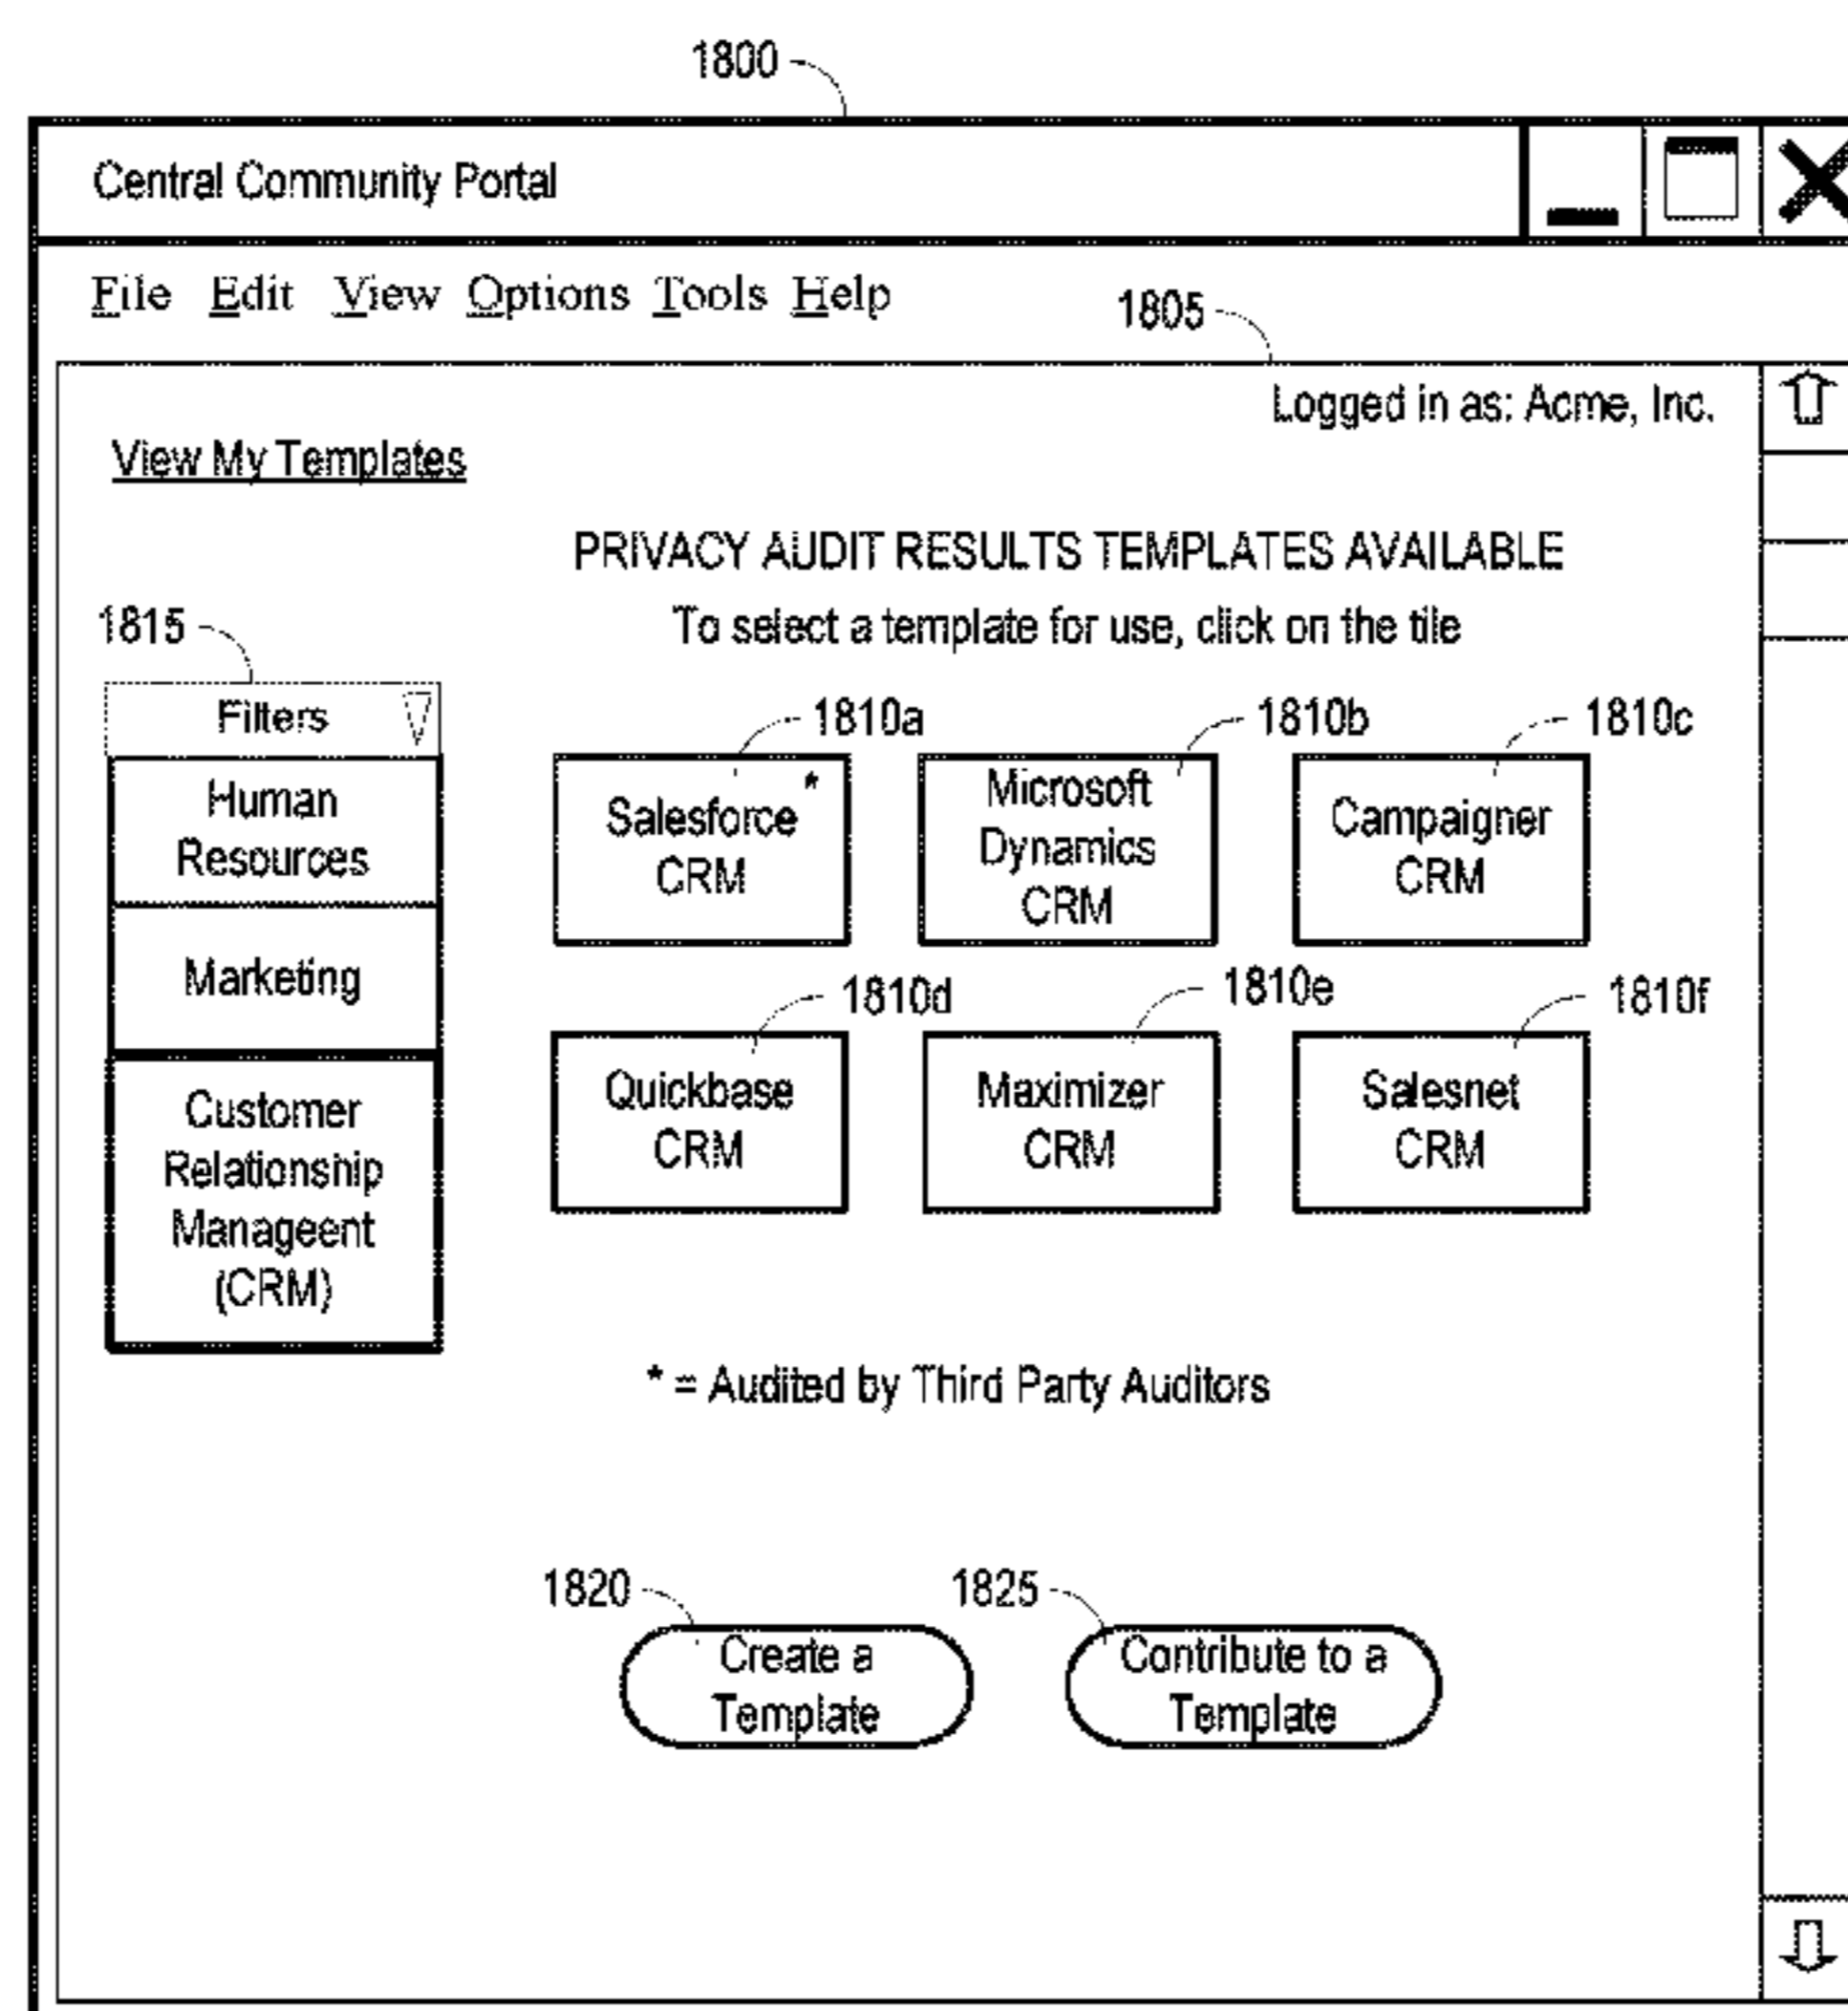 1800
Central Community Portal
File Edit View Options Tools Help
1805
Logged in as: Acme, Inc.
View My Templates
PRIVACY AUDIT RESULTS TEMPLATES AVAILABLE
To select a template for use, click on the tile
1815
Filters
Human
Resources
Marketing
Customer
Relationship
Manageent
(CRM)
1810a
Salesforce *
CRM
1810b
Microsoft
Dynamics
CRM
1810c
Campaigner
CRM
1810d
Quickbase
CRM
1810e
Maximizer
CRM
1810f
Salesnet
CRM
* = Audited by Third Party Auditors
1820
Create a
Template
1825
Contribute to a
Template